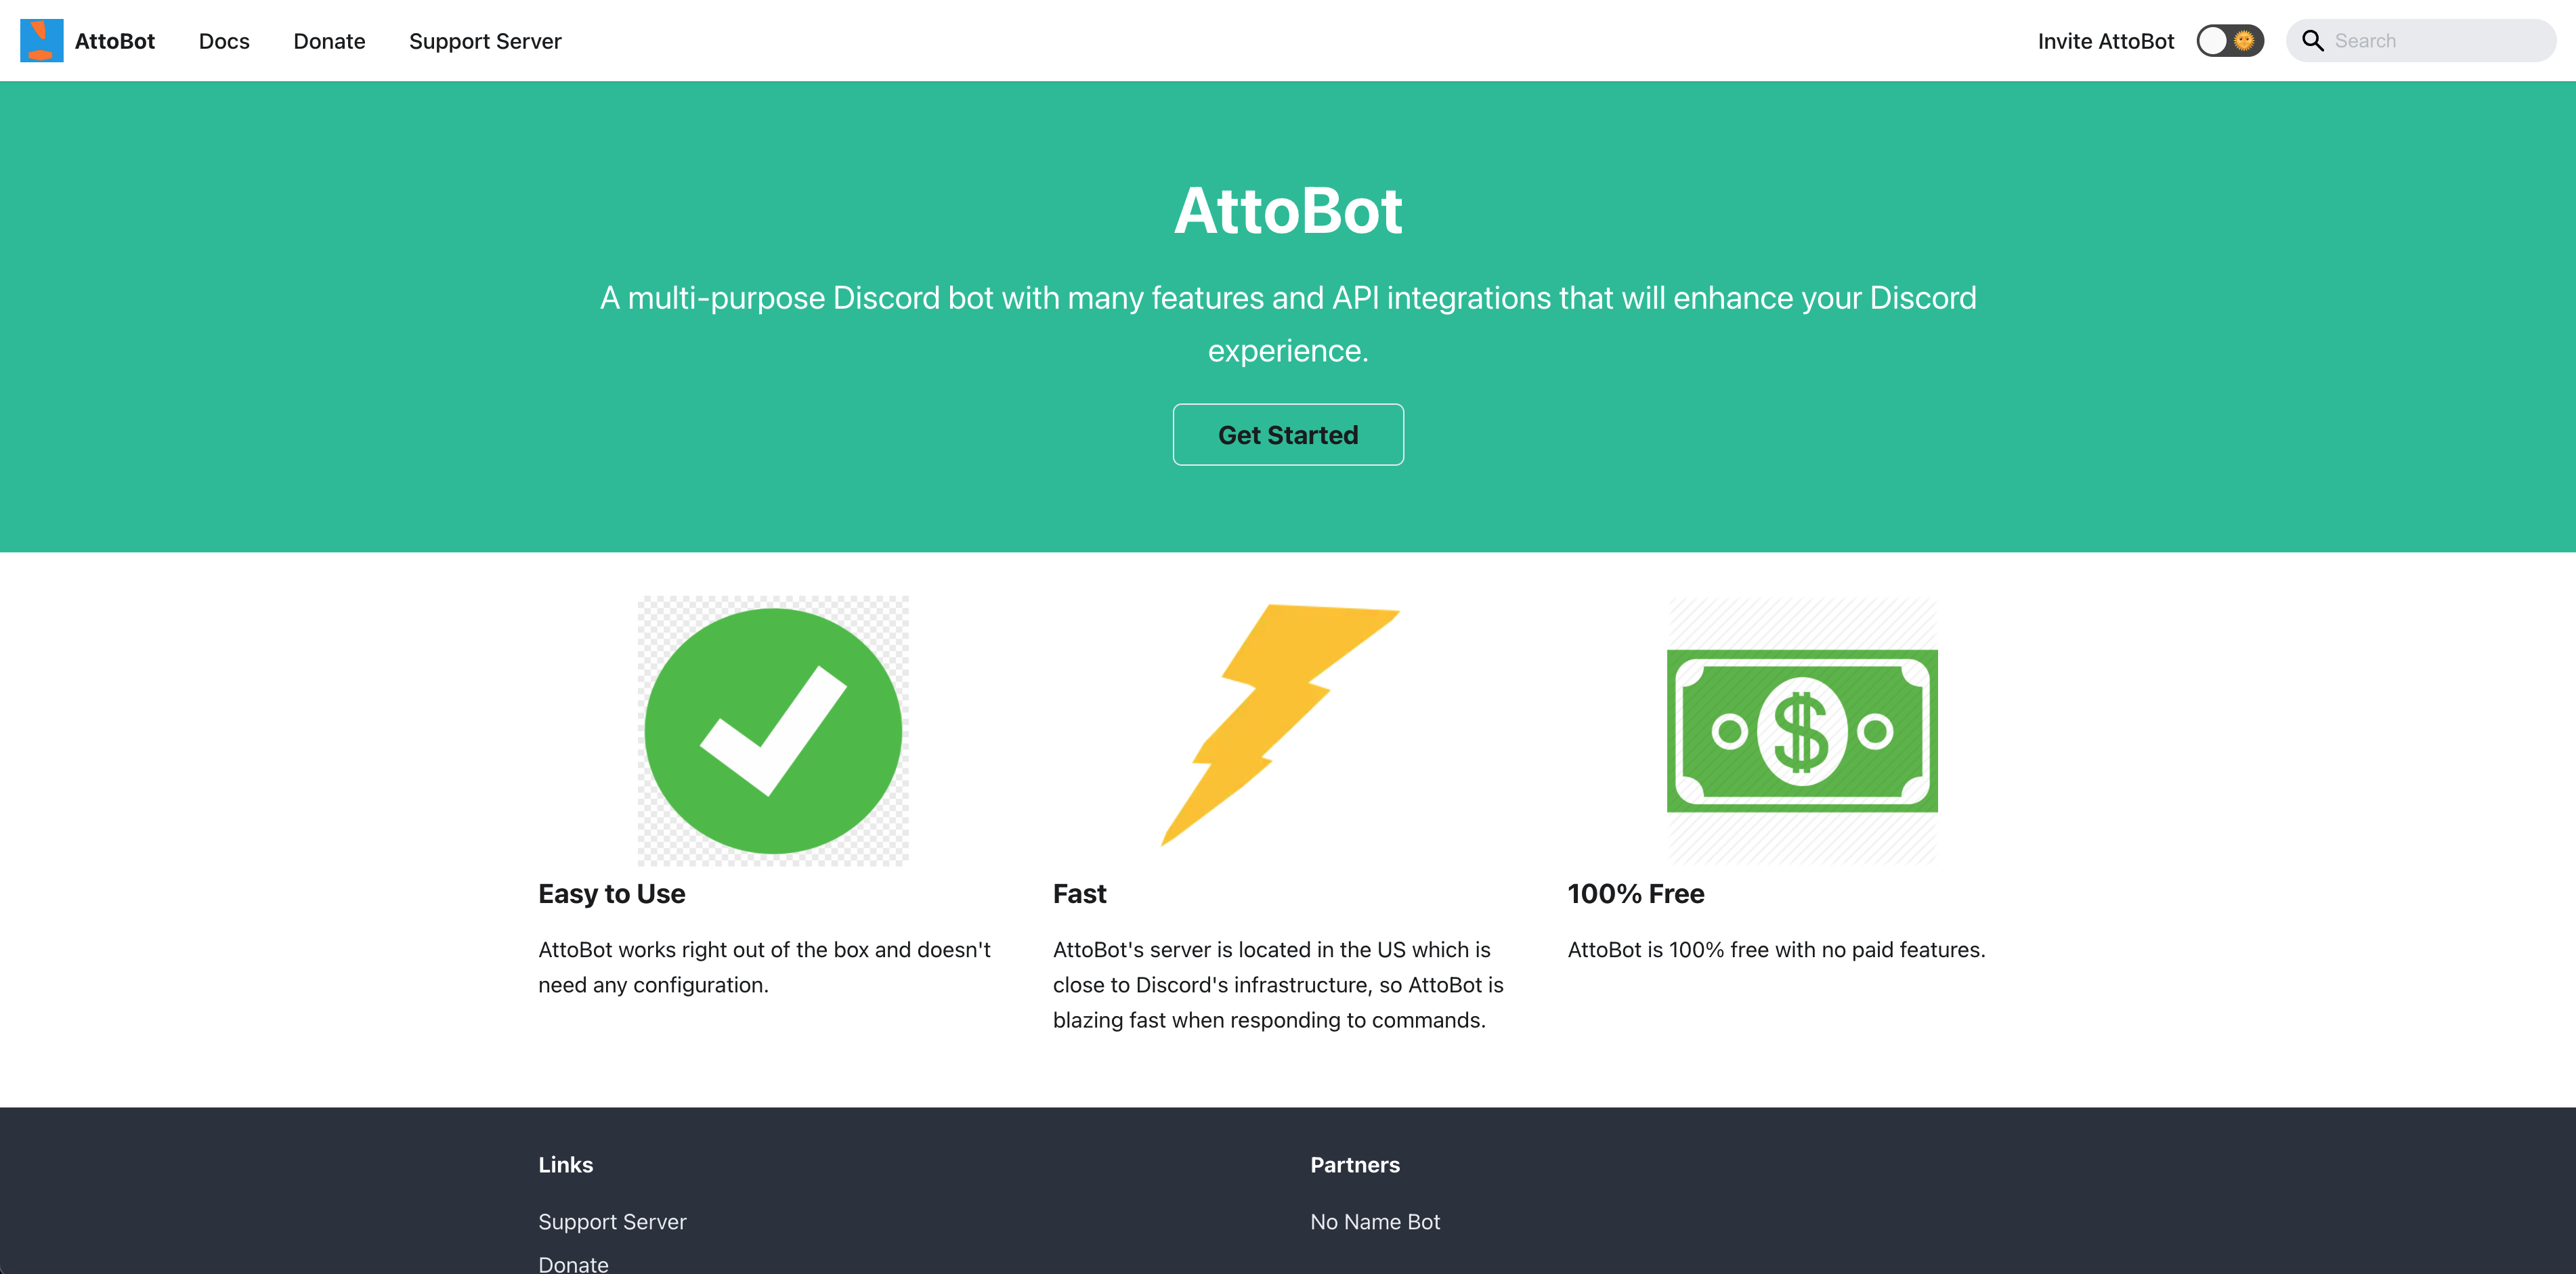 AttoBot
Docs
Donate
Support Server
Invite AttoBot
Search
AttoBot
A multi-purpose Discord bot with many features and API integrations that will enhance your Discord
experience.
Get Started
$
Easy to Use
AttoBot works right out of the box and doesn't
need any configuration.
Fast
AttoBot's server is located in the US which is
close to Discord's infrastructure, so AttoBot is
blazing fast when responding to commands.
100% Free
AttoBot is 100% free with no paid features.
Links
Support Server
Donate
Partners
No Name Bot